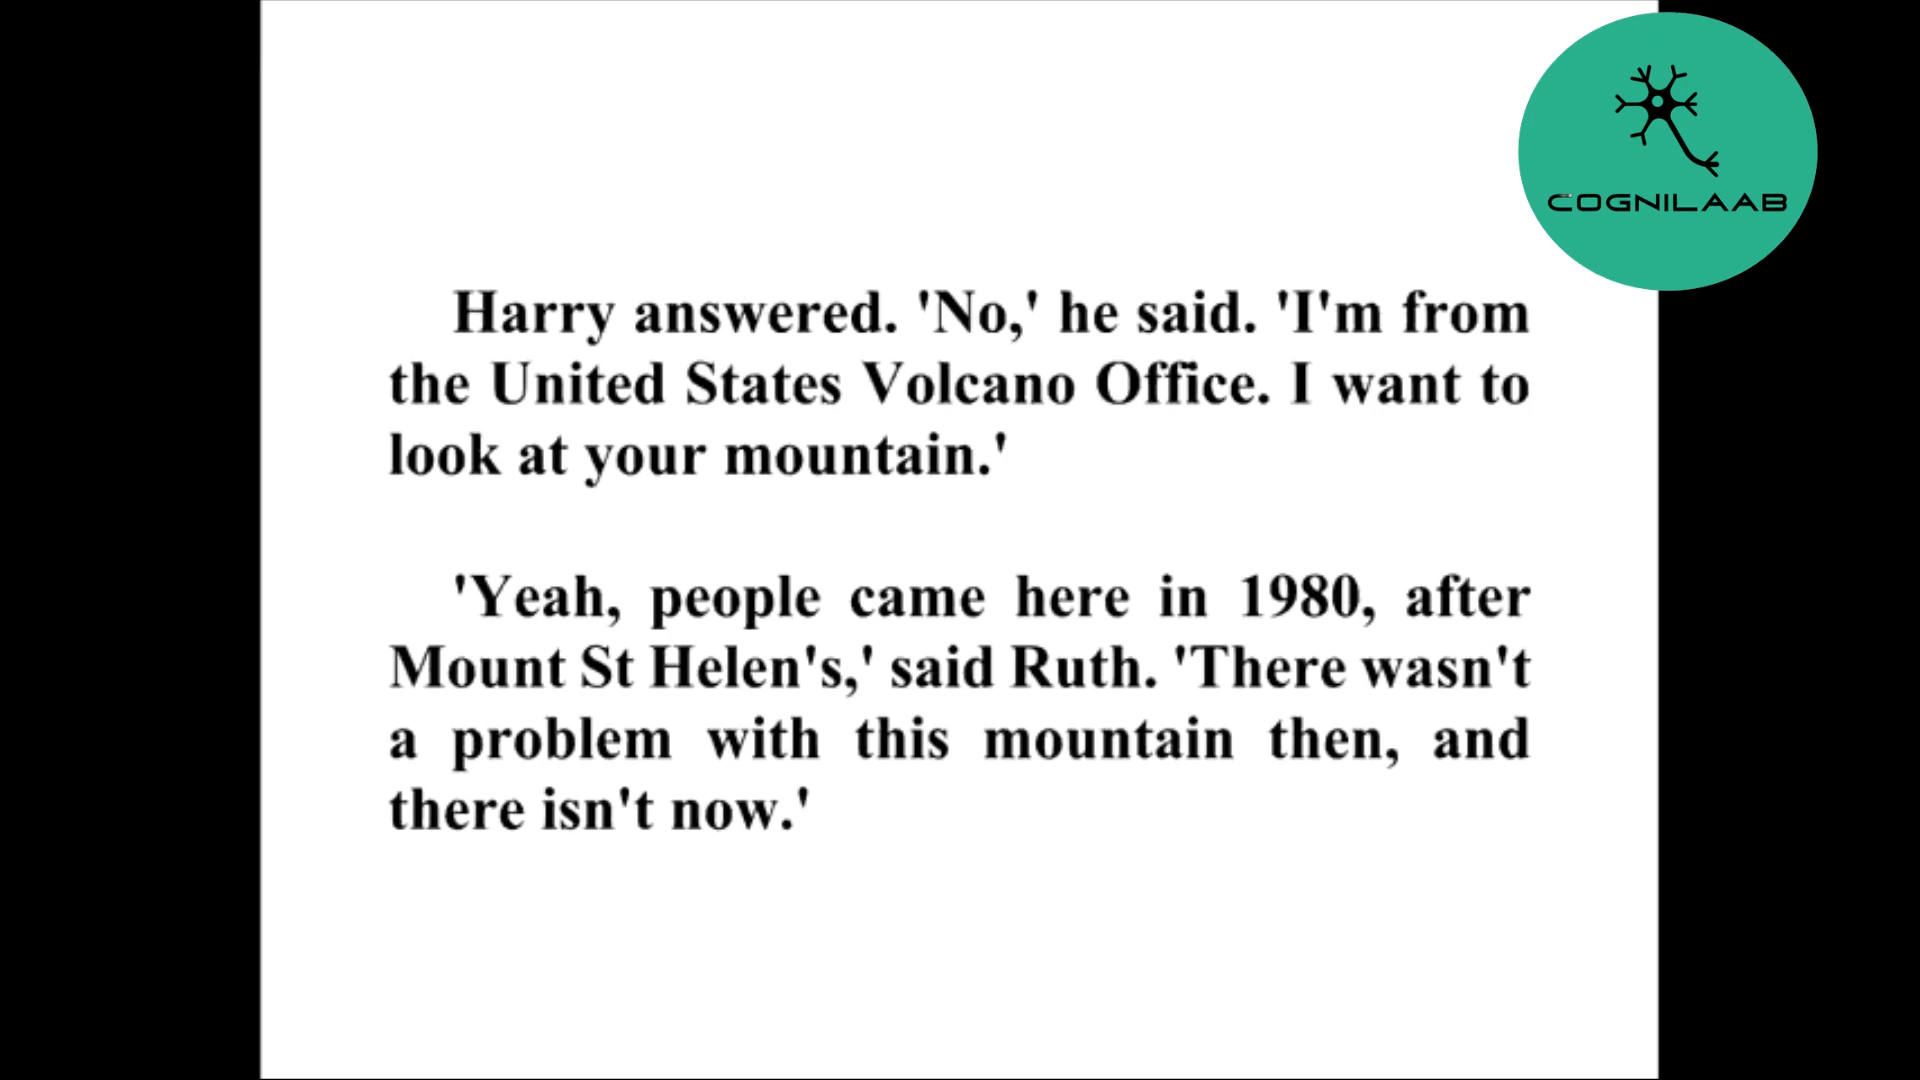 COGNILAAB
Harry answered. 'No,' he said. 'I'm from
the United States Volcano Office. I want to
look at your mountain.'
'Yeah, people came here in 1980, after
Mount St Helen's,' said Ruth. 'There wasn't
a problem with this mountain then, and
there isn't now.'